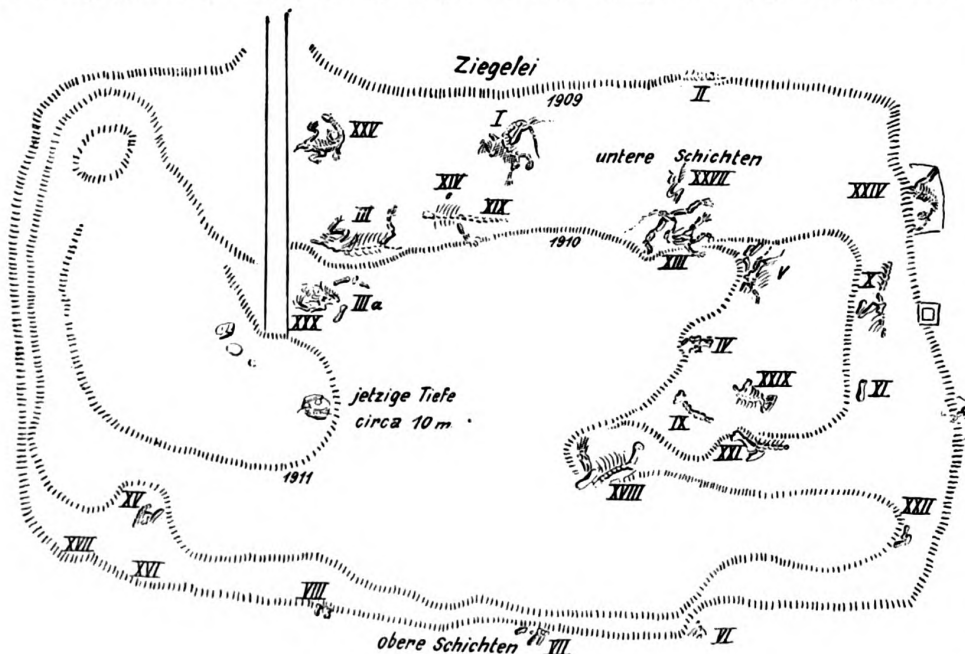 Ziegelei
1909
II
I
XXV
untere Schichten
XXVII
XXIV
XIV
XIX
III
1910
XIII
V
X
IIIa
XXX
IV
XXIX
VI
jetzige Tiefe
circa 10 m.
IX
XXI
1911
XVIII
XV
XXII
XVII
XVI
VIII
obere Schichten
VII
VI